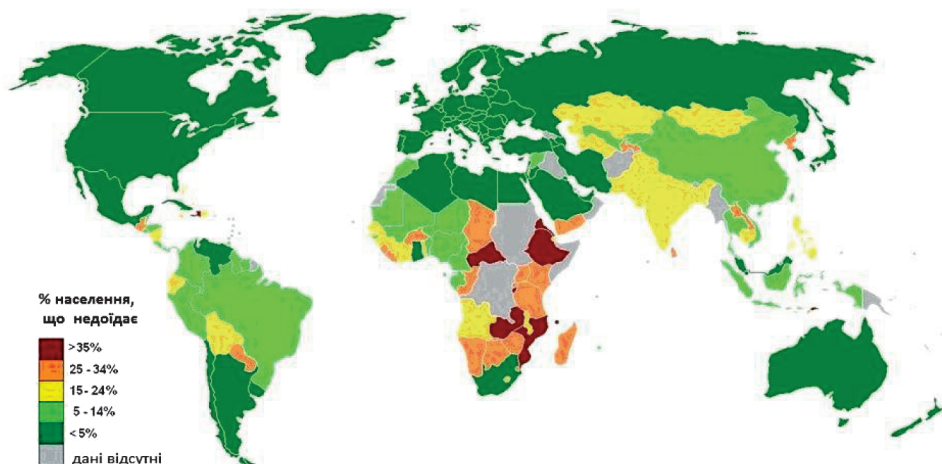 % населення,
що недоїдає
>35%
25 - 34%
15 - 24%
5 - 14%
< 5%
дані відсутні